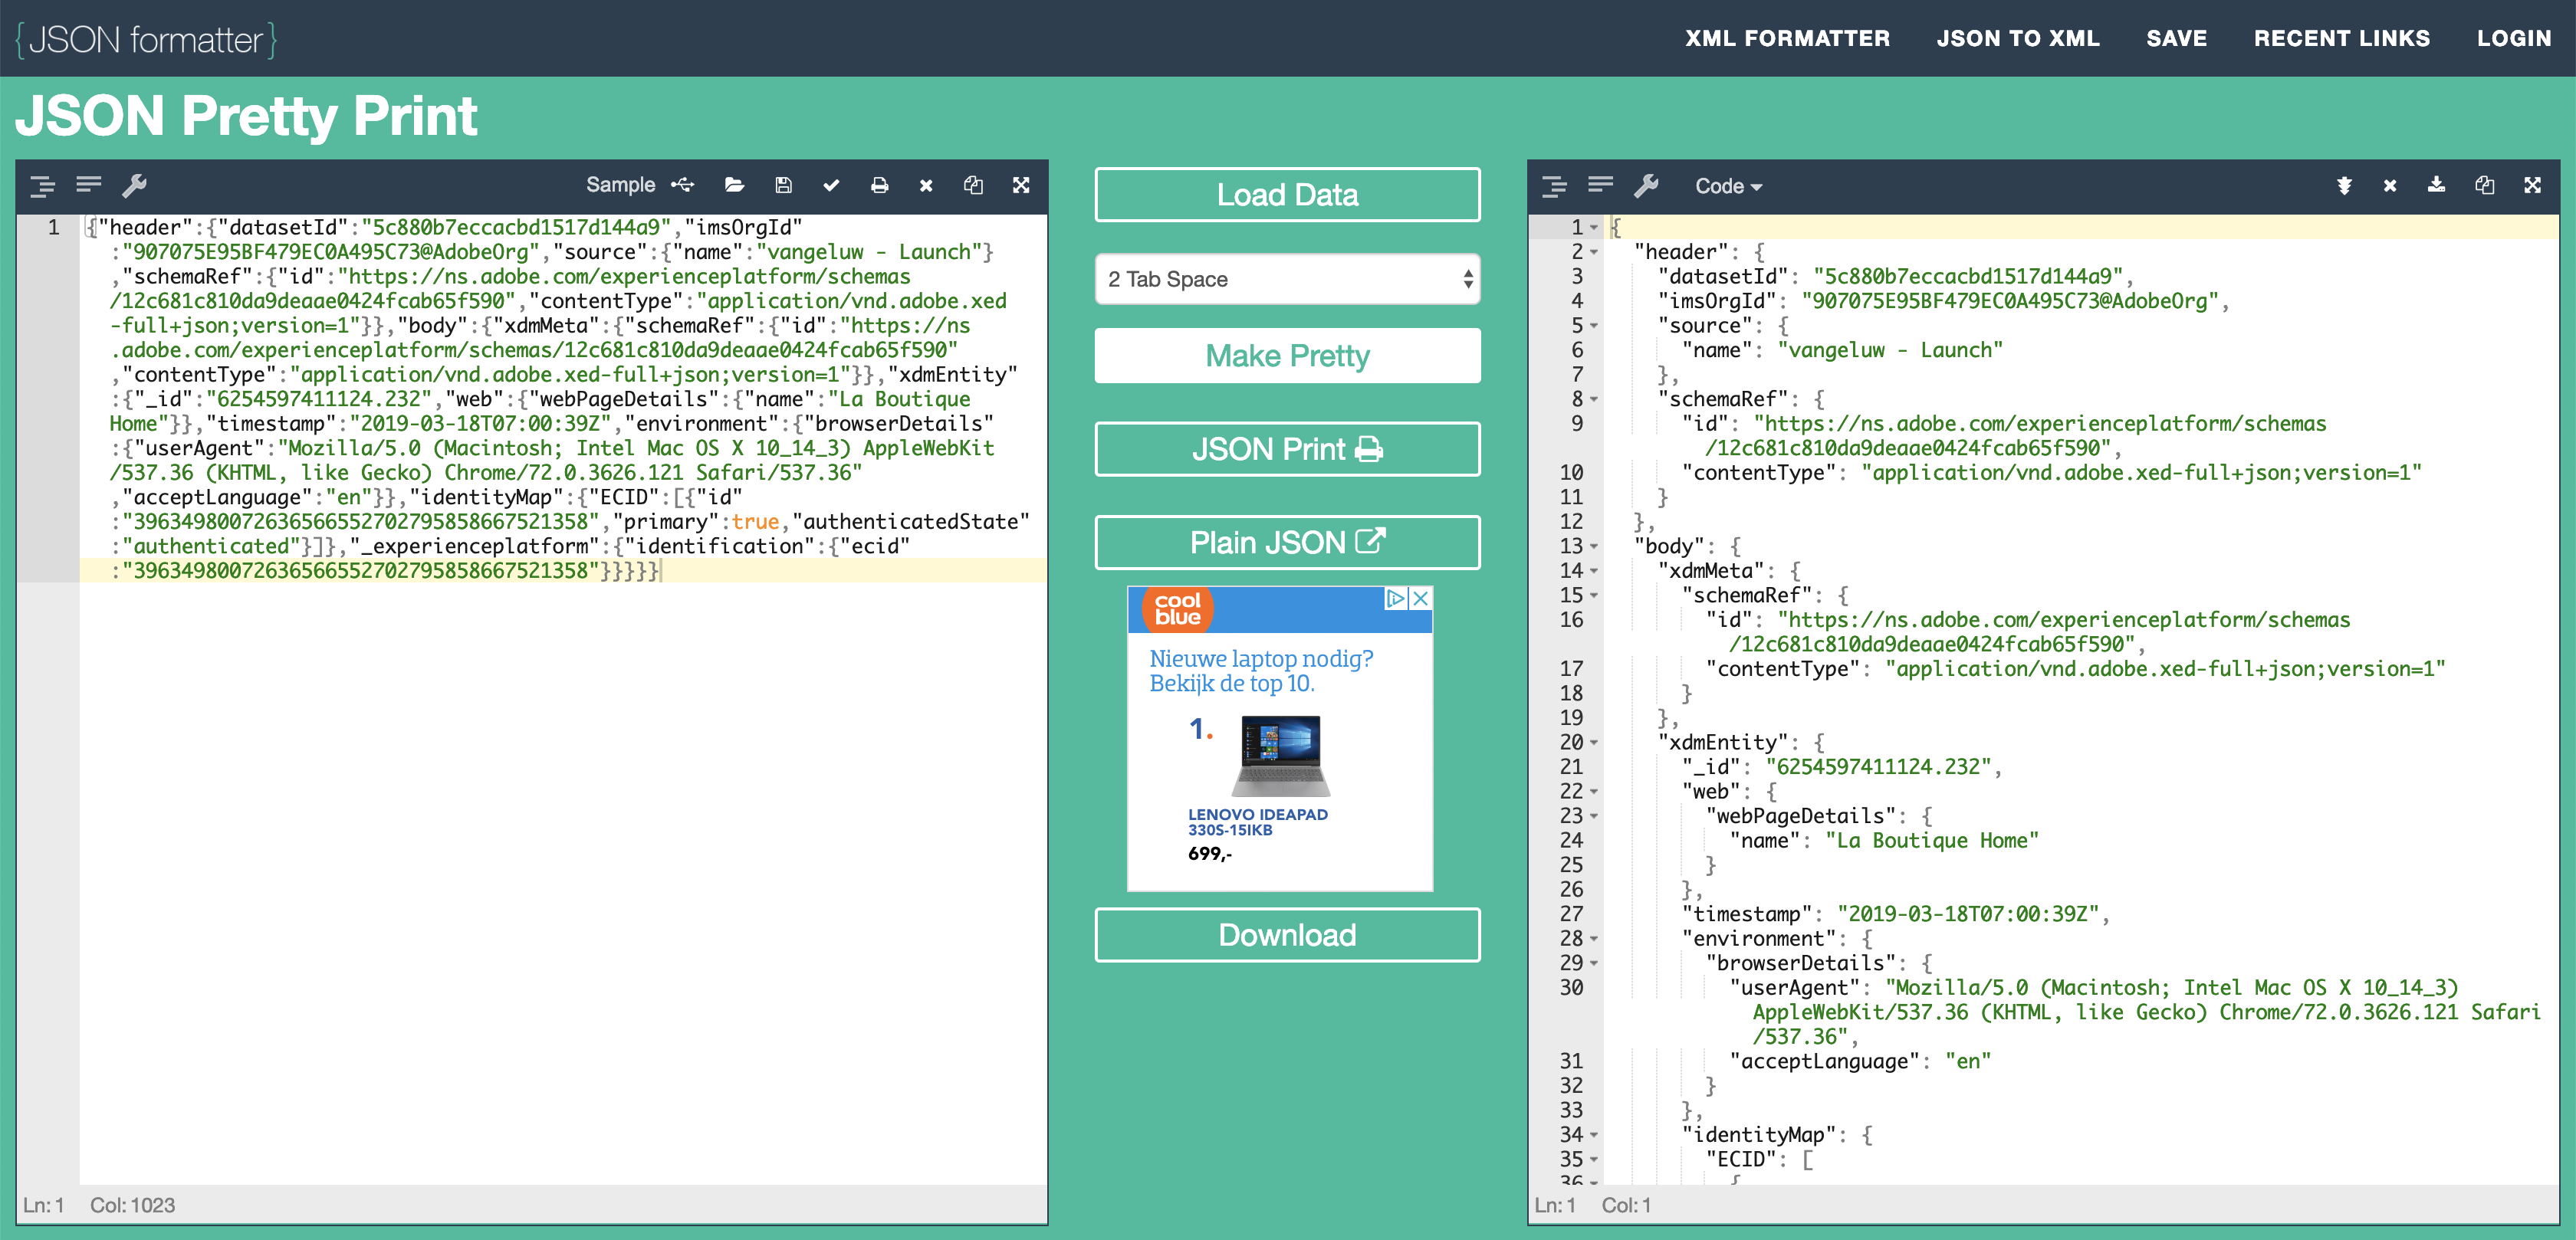 {JSON formatter}
XML FORMATTER
JSON TO XML
SAVE
RECENT LINKS
LOGIN
JSON Pretty Print
Sample
1
{"header":{"datasetId":"5c880b7eccacbd1517d144a9","imsOrgId"
:"907075E95BF479EC0A495C73@AdobeOrg","source":{"name":"vangeluw - Launch"}
,"schemaRef":{"id":"https://ns.adobe.com/experienceplatform/schemas
/12c681c810da9deaae0424fcab65f590","contentType":"application/vnd.adobe.xed
-full+json;version=1"}},"body":{"xdmMeta":{"schemaRef":{"id":"https://ns
.adobe.com/experienceplatform/schemas/12c681c810da9deaae0424fcab65f590"
,"contentType":"application/vnd.adobe.xed-full+json;version=1"}},"xdmEntity"
:{"_id":"6254597411124.232","web":{"webPageDetails":{"name":"La Boutique
Home"}},"timestamp":"2019-03-18T07:00:39Z","environment":{"browserDetails"
:{"userAgent":"Mozilla/5.0 (Macintosh; Intel Mac OS X 10_14_3) AppleWebKit
/537.36 (KHTML, like Gecko) Chrome/72.0.3626.121 Safari/537.36"
,"acceptLanguage":"en"}},"identityMap":{"ECID":[{"id"
:"39634980072636566552702795858667521358","primary":true,"authenticatedState"
:"authenticated"}]},"_experienceplatform":{"identification":{"ecid"
:"39634980072636566552702795858667521358"}}}}}
Ln: 1 Col: 1023
Load Data
2 Tab Space
Make Pretty
JSON Print
Plain JSON
cool
blue
Nieuwe laptop nodig?
Bekijk de top 10.
1.
LENOVO IDEAPAD
330S-15IKB
699,-
Download
Code
1 {
2 "header": {
3 "datasetId": "5c880b7eccacbd1517d144a9",
4 "imsOrgId": "907075E95BF479EC0A495C73@AdobeOrg",
5 "source": {
6 "name": "vangeluw - Launch"
7 },
8 "schemaRef": {
9 "id": "https://ns.adobe.com/experienceplatform/schemas
/12c681c810da9deaae0424fcab65f590",
10 "contentType": "application/vnd.adobe.xed-full+json;version=1"
11 }
12 },
13 "body": {
14 "xdmMeta": {
15 "schemaRef": {
16 "id": "https://ns.adobe.com/experienceplatform/schemas
/12c681c810da9deaae0424fcab65f590",
17 "contentType": "application/vnd.adobe.xed-full+json;version=1"
18 }
19 },
20 "xdmEntity": {
21 "_id": "6254597411124.232",
22 "web": {
23 "webPageDetails": {
24 "name": "La Boutique Home"
25 }
26 },
27 "timestamp": "2019-03-18T07:00:39Z",
28 "environment": {
29 "browserDetails": {
30 "userAgent": "Mozilla/5.0 (Macintosh; Intel Mac OS X 10_14_3)
AppleWebKit/537.36 (KHTML, like Gecko) Chrome/72.0.3626.121 Safari
/537.36",
31 "acceptLanguage": "en"
32 }
33 },
34 "identityMap": {
35 "ECID": [
36 {
Ln: 1 Col: 1